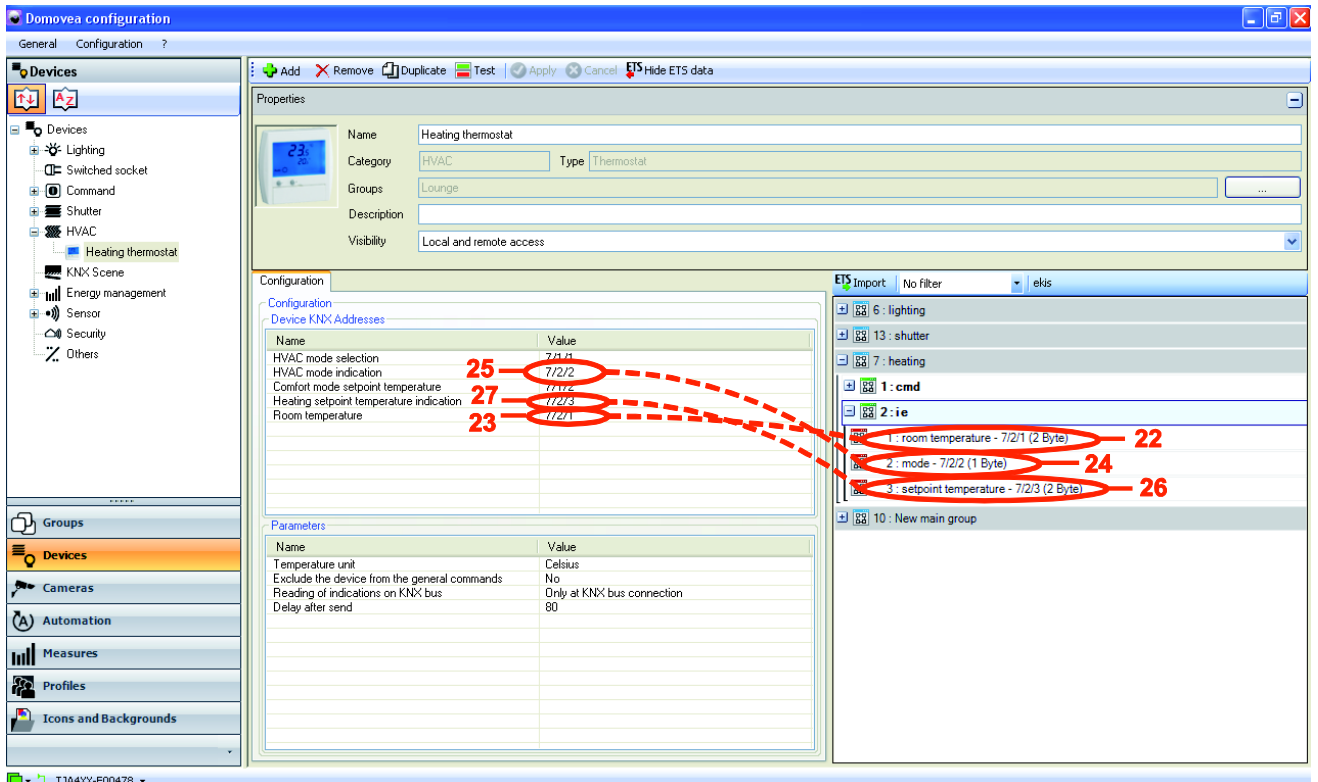 Domovea configuration
General Configuration ?
Devices
Add Remove Duplicate Test Apply Cancel ETS Hide ETS data
A Z
Properties
Devices
Lighting
Switched socket
Command
Shutter
HVAC
Heating thermostat
KNX Scene
Energy management
Sensor
Security
Others
Name Heating thermostat
Category HVAC Type Thermostat
Groups Lounge ...
Description
Visibility Local and remote access
Configuration
Configuration
Device KNX Addresses
Name Value
HVAC mode selection 7/1/1
HVAC mode indication 25 7/2/2
Comfort mode setpoint temperature 7/1/2
Heating setpoint temperature indication 27 7/2/3
Room temperature 23 7/2/1
Parameters
Name Value
Temperature unit Celsius
Exclude the device from the general commands No
Reading of indications on KNX bus Only at KNX bus connection
Delay after send 80
ETS Import No filter ekis
6 : lighting
13 : shutter
7 : heating
1 : cmd
2 : ie
1 : room temperature - 7/2/1 (2 Byte) 22
2 : mode - 7/2/2 (1 Byte) 24
3 : setpoint temperature - 7/2/3 (2 Byte) 26
10 : New main group
Groups
Devices
Cameras
Automation
Measures
Profiles
Icons and Backgrounds